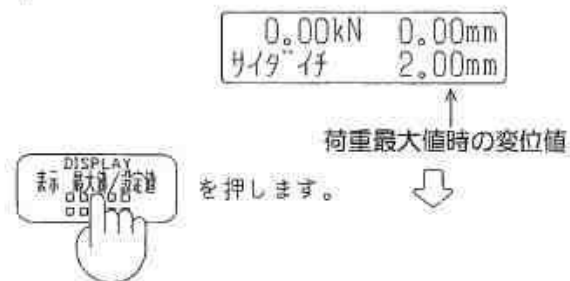 0.00kN 0.00mm
サイダイチ 2.00mm
荷重最大値時の変位値
DISPLAY
表示 最大値/設定値
を押します。